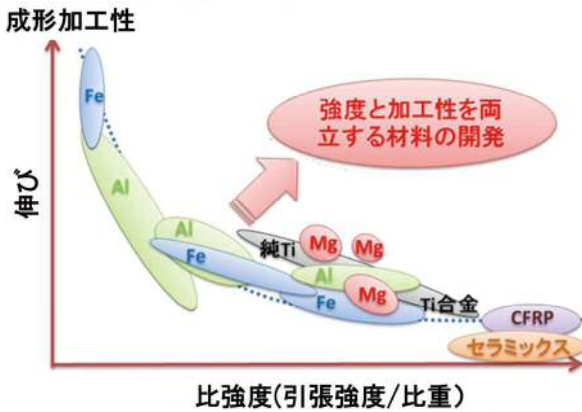 成形加工性
Fe
強度と加工性を両
立する材料の開発
伸び
Al
Al
純Ti
Mg
Mg
Fe
Al
Fe
Mg
Ti合金
CFRP
セラミックス
比強度(引張強度/比重)